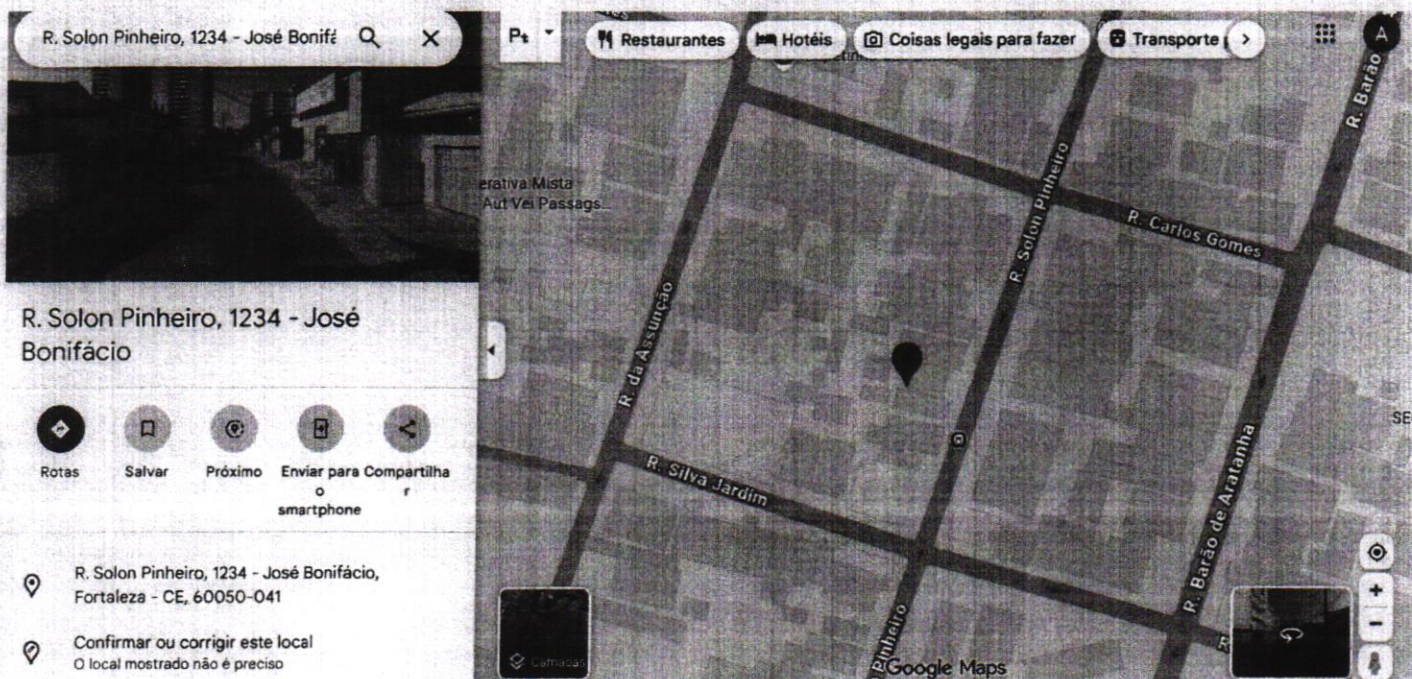 R. Solon Pinheiro, 1234 - José Bonifá
Pt
Restaurantes
Hotéis
Coisas legais para fazer
Transporte
A
erativa Mista
Aut Vei Passags...
R. Solon Pinheiro
R. Carlos Gomes
R. Barão
R. da Assunção
R. Silva Jardim
R. Barão de Aratanha
SE
Pinheiro
R. Solon Pinheiro, 1234 - José
Bonifácio
Rotas
Salvar
Próximo
Enviar para
o
smartphone
Compartilha
r
R. Solon Pinheiro, 1234 - José Bonifácio,
Fortaleza - CE, 60050-041
Confirmar ou corrigir este local
O local mostrado não é preciso
Camadas
Google Maps